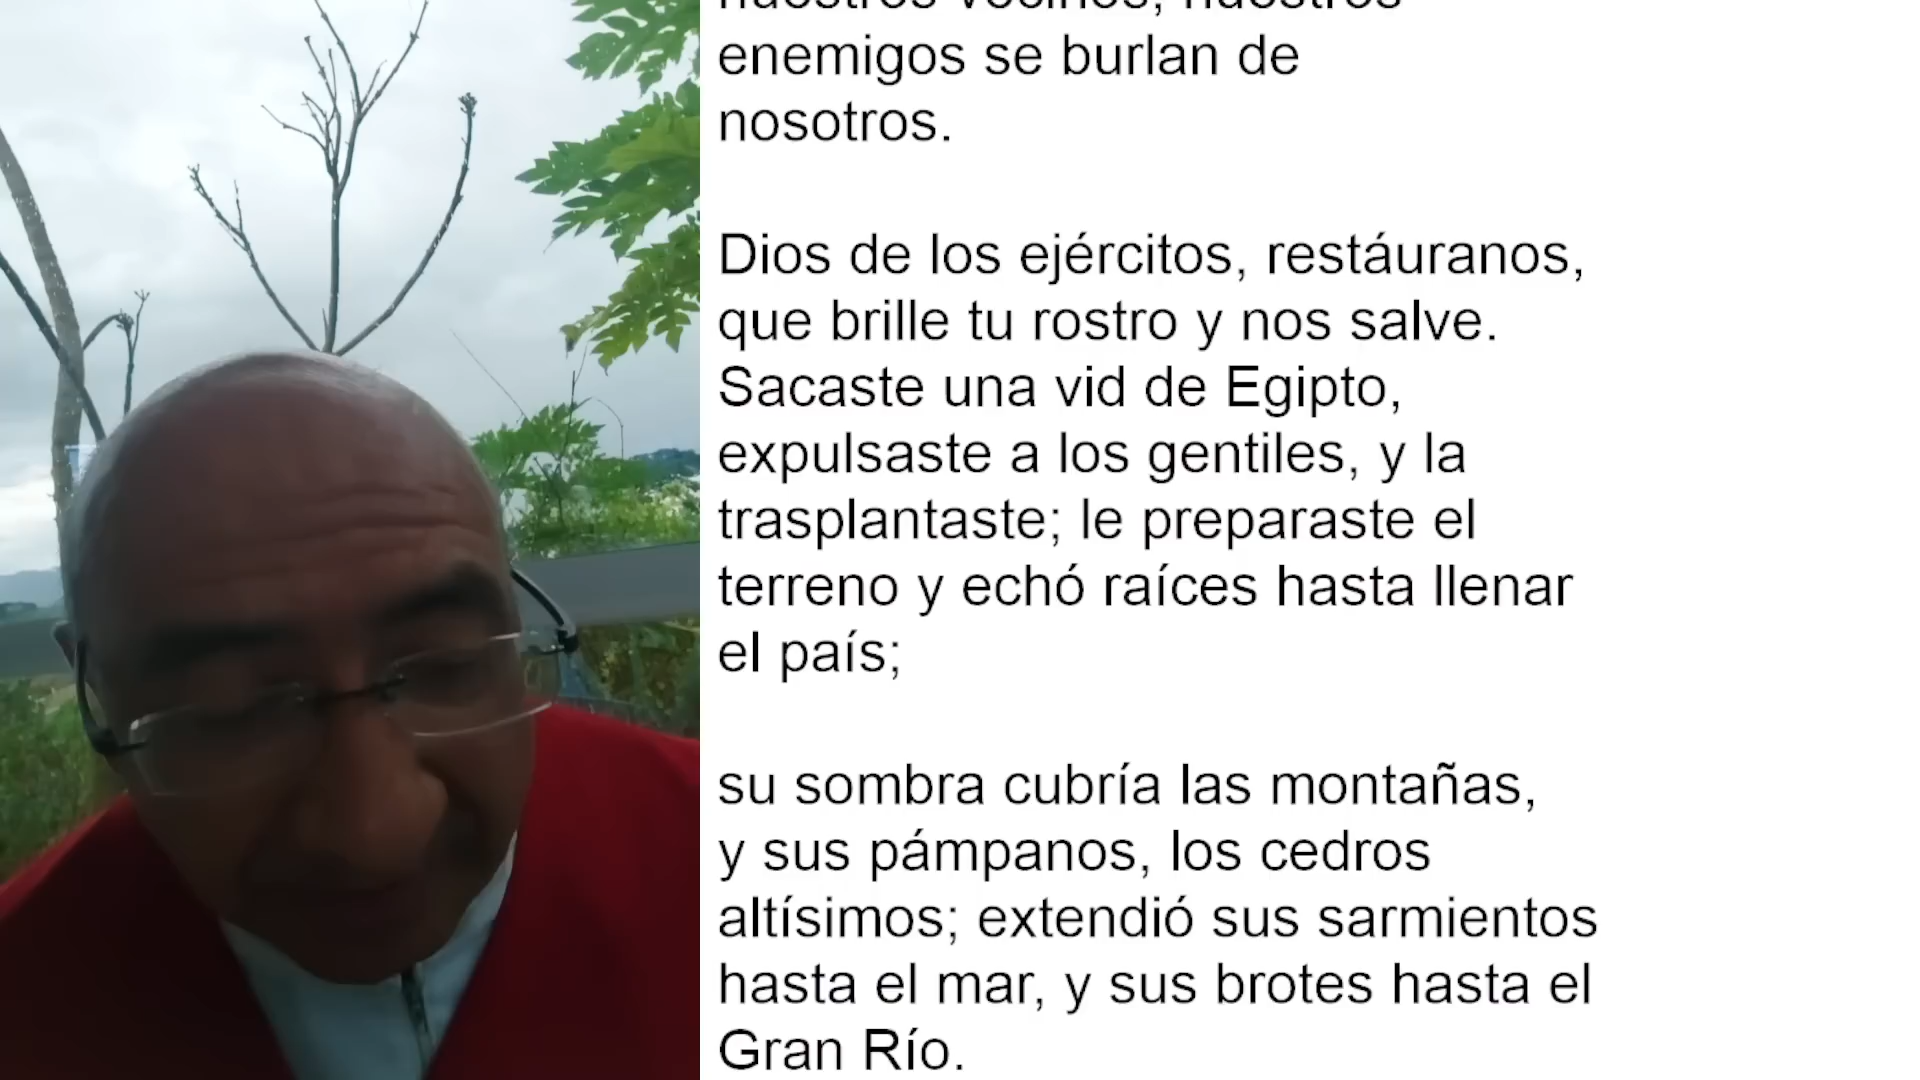 nuestros vecinos, nuestros
enemigos se burlan de
nosotros.
Dios de los ejércitos, restáuranos,
que brille tu rostro y nos salve.
Sacaste una vid de Egipto,
expulsaste a los gentiles, y la
trasplantaste; le preparaste el
terreno y echó raíces hasta llenar
el país;
su sombra cubría las montañas,
y sus pámpanos, los cedros
altísimos; extendió sus sarmientos
hasta el mar, y sus brotes hasta el
Gran Río.